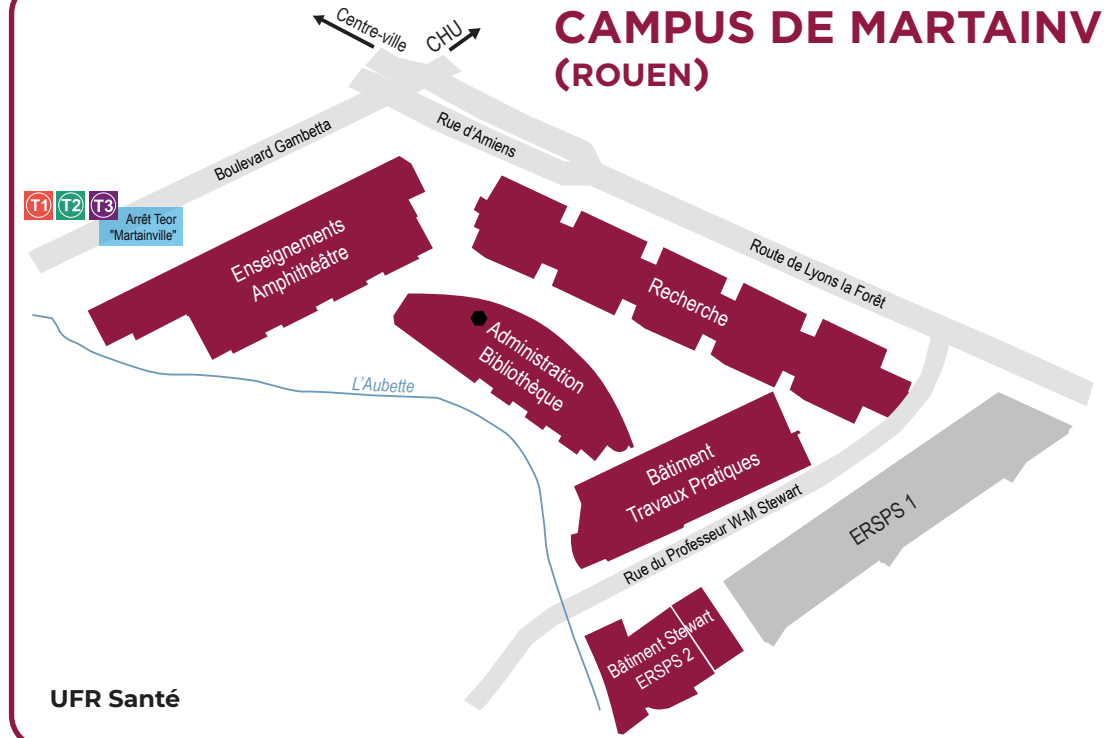 CAMPUS DE MARTAINV
(ROUEN)
Centre-ville
CHU
Boulevard Gambetta
Rue d'Amiens
T1 T2 T3
Arrêt Teor
"Martainville"
Enseignements
Amphithéâtre
Route de Lyons la Forêt
Recherche
Administration
Bibliothèque
L'Aubette
Bâtiment
Travaux Pratiques
Rue du Professeur W-M Stewart
ERSPS 1
Bâtiment Stewart
ERSPS 2
UFR Santé